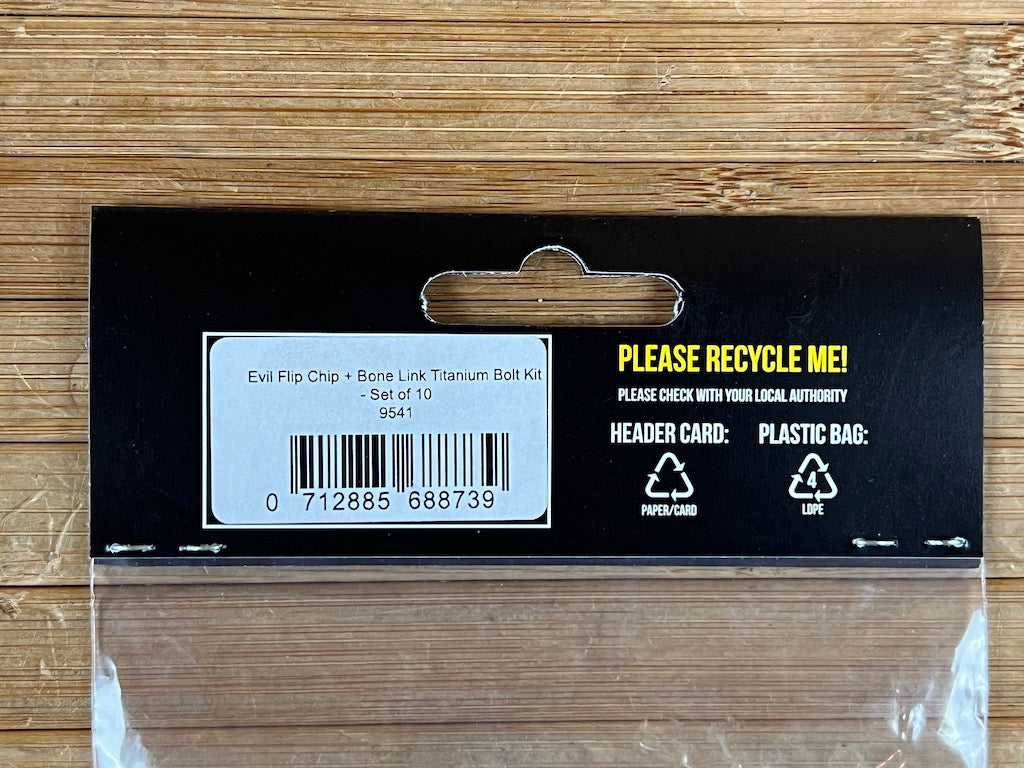 Evil Flip Chip + Bone Link Titanium Bolt Kit
- Set of 10
9541
0 712885 688739
PLEASE RECYCLE ME!
PLEASE CHECK WITH YOUR LOCAL AUTHORITY
HEADER CARD: PLASTIC BAG:
4
PAPER/CARD LDPE